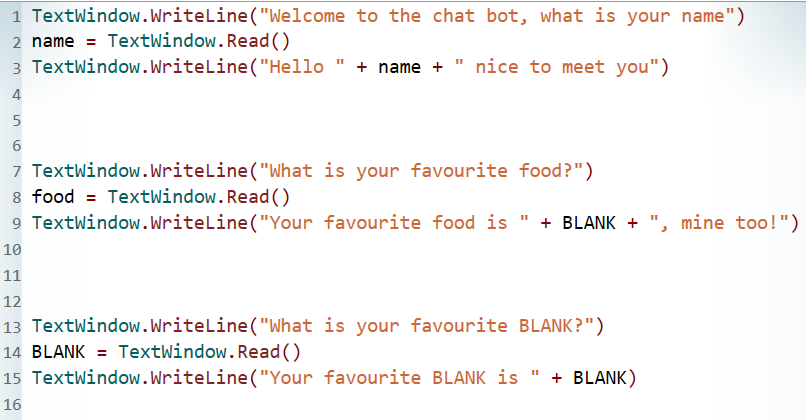 1 TextWindow.WriteLine("Welcome to the chat bot, what is your name")
2 name = TextWindow.Read()
3 TextWindow.WriteLine("Hello " + name + " nice to meet you")
4
5
6
7 TextWindow.WriteLine("What is your favourite food?")
8 food = TextWindow.Read()
9 TextWindow.WriteLine("Your favourite food is " + BLANK + ", mine too!")
10
11
12
13 TextWindow.WriteLine("What is your favourite BLANK?")
14 BLANK = TextWindow.Read()
15 TextWindow.WriteLine("Your favourite BLANK is " + BLANK)
16